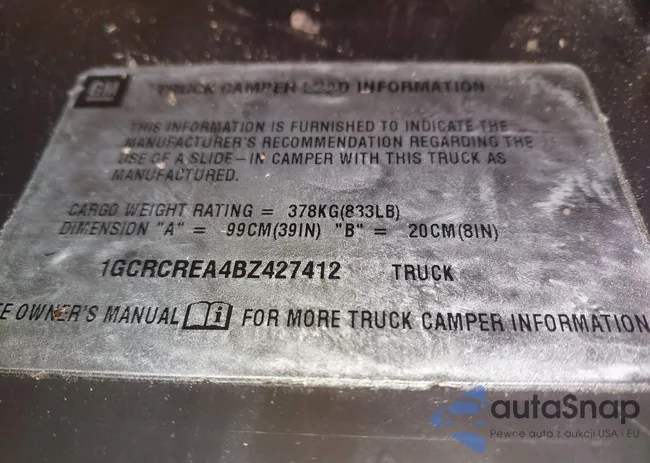 GM TRUCK CAMPER LOAD INFORMATION
THIS INFORMATION IS FURNISHED TO INDICATE THE
MANUFACTURER'S RECOMMENDATION REGARDING THE
USE OF A SLIDE-IN CAMPER WITH THIS TRUCK AS
MANUFACTURED.
CARGO WEIGHT RATING = 378KG(833LB)
DIMENSION "A" = 99CM(39IN) "B" = 20CM(8IN)
1GCRCREA4BZ427412 TRUCK
EE OWNER'S MANUAL i FOR MORE TRUCK CAMPER INFORMATION
autaSnap
Pewne auta z aukcji USA i EU